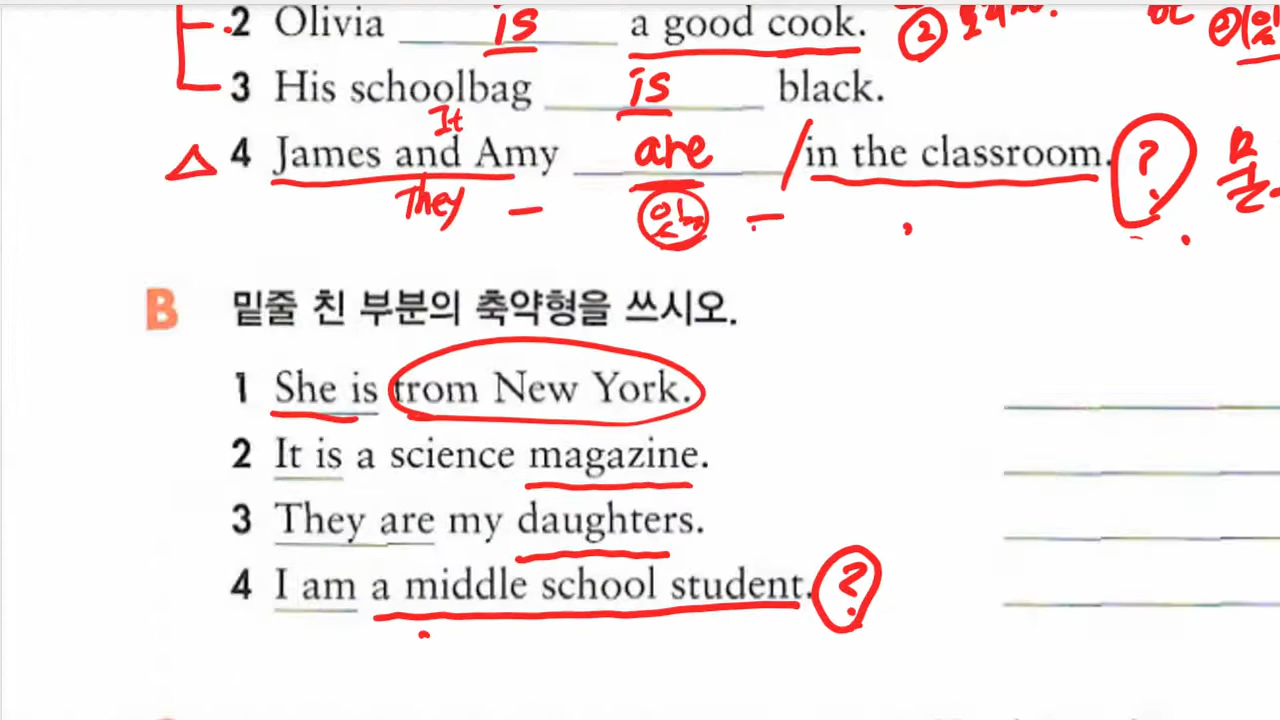 2 Olivia is a good cook. ②
3 His schoolbag is black.
It
4 James and Amy are / in the classroom. ?
They 있
B 밑줄 친 부분의 축약형을 쓰시오.
1 She is from New York.
2 It is a science magazine.
3 They are my daughters.
4 I am a middle school student. ?